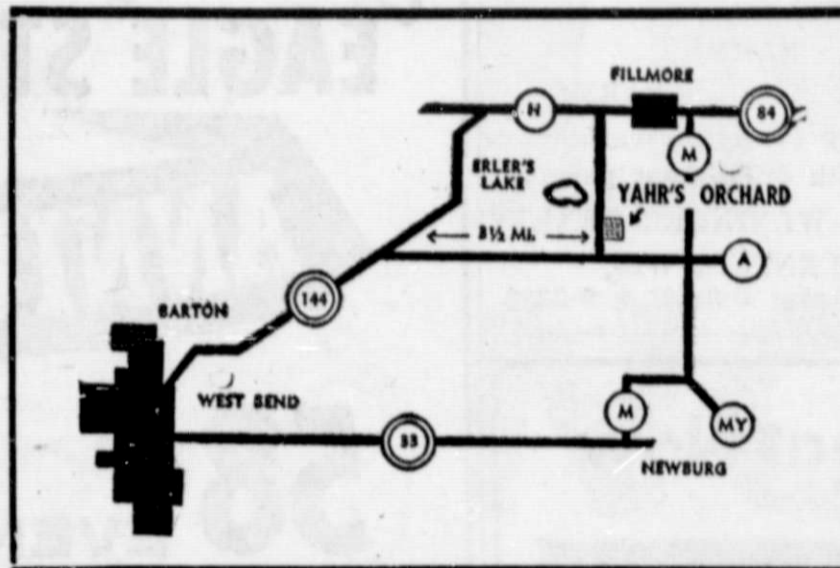 FILLMORE
H
84
M
ERLER'S
LAKE
YAHR'S ORCHARD
3½ Mi.
A
144
BARTON
WEST BEND
M
MY
33
NEWBURG